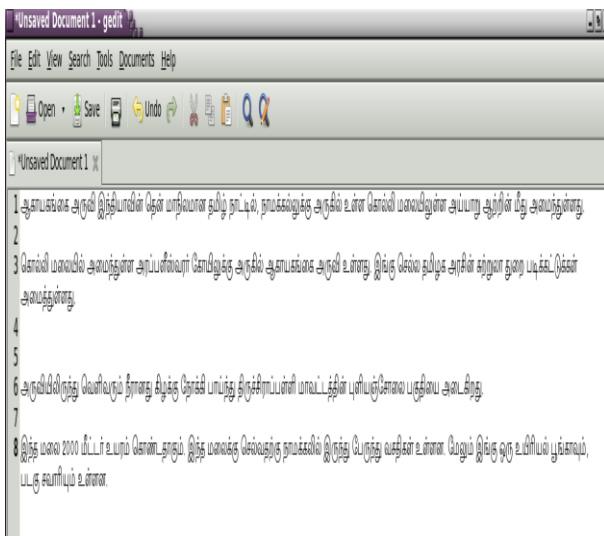 *Unsaved Document 1 - gedit
File Edit View Search Tools Documents Help
Open Save Undo
*Unsaved Document 1
1 ஆகாயகங்கை அருவி இந்தியாவின் தென் மாநிலமான தமிழ் நாட்டில், நாமக்கல்லுக்கு அருகில் உள்ள கொல்லி மலையிலுள்ள அய்யாறு ஆற்றின் மீது அமைந்துள்ளது.
2
3 கொல்லி மலையில் அமைந்துள்ள அரப்பளீஸ்வரர் கோயிலுக்கு அருகில் ஆகாயகங்கை அருவி உள்ளது. இங்கு செல்ல தமிழக அரசின் சுற்றுலா துறை படிக்கட்டுக்கள்
அமைத்துள்ளது.
4
5
6 அருவியிலிருந்து வெளிவரும் நீரானது கிழக்கு நோக்கி பாய்ந்து திருச்சிராப்பள்ளி மாவட்டத்தின் புளியஞ்சோலை பகுதியை அடைகிறது.
7
8 இந்த மலை 2000 மீட்டர் உயரம் கொண்டதாகும். இந்த மலைக்கு செல்வதற்கு நாமக்கலில் இருந்து பேருந்து வசதிகள் உள்ளன. மேலும் இங்கு ஒரு உயிரியல் பூங்காவும்,
படகு சவாரியும் உள்ளன.